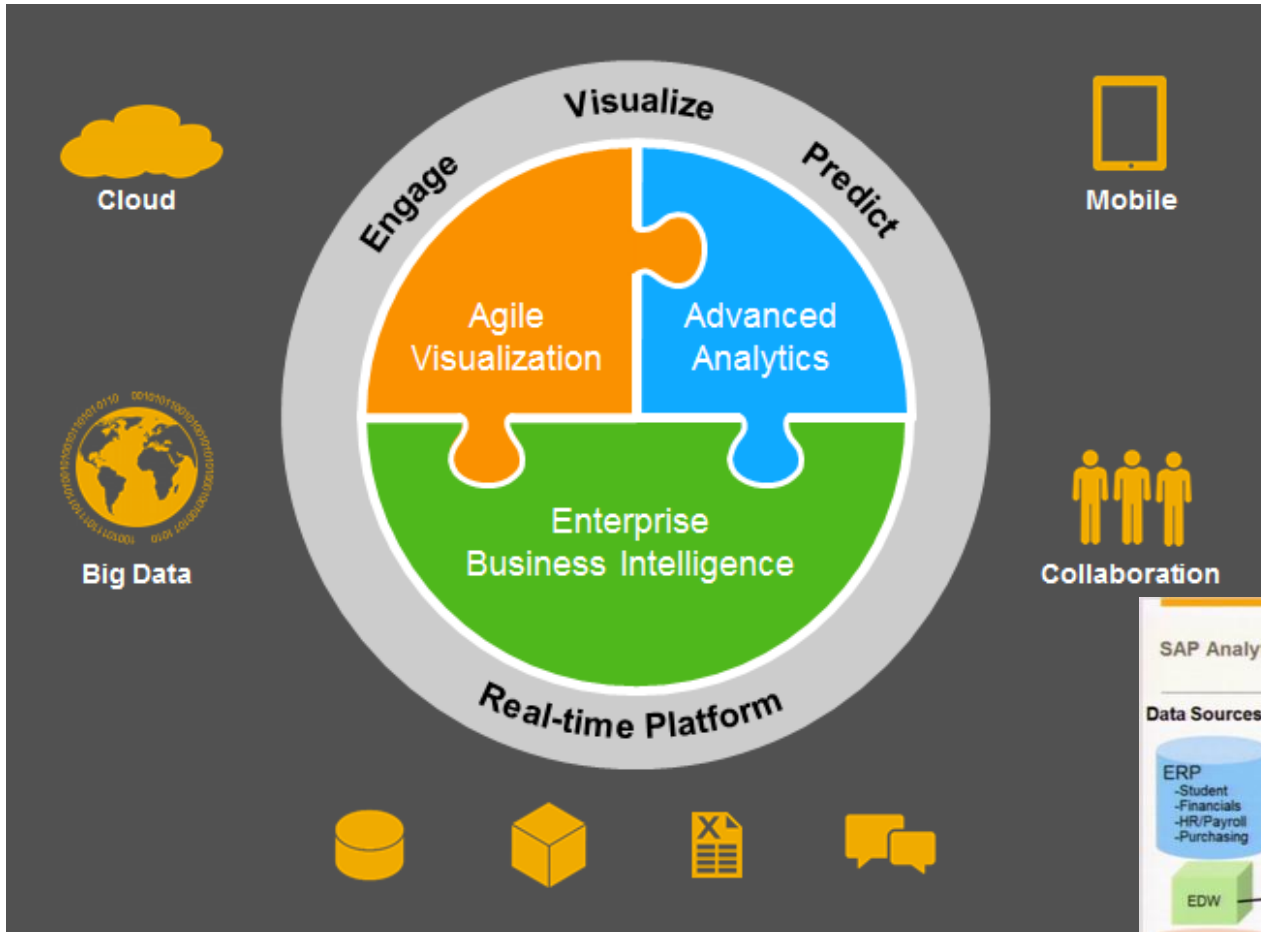 Visualize
Engage
Predict
Cloud
Mobile
Agile
Visualization
Advanced
Analytics
Enterprise
Business Intelligence
Big Data
Collaboration
Real-time Platform
X
SAP Analy
Data Sources
ERP
-Student
-Financials
-HR/Payroll
-Purchasing
EDW